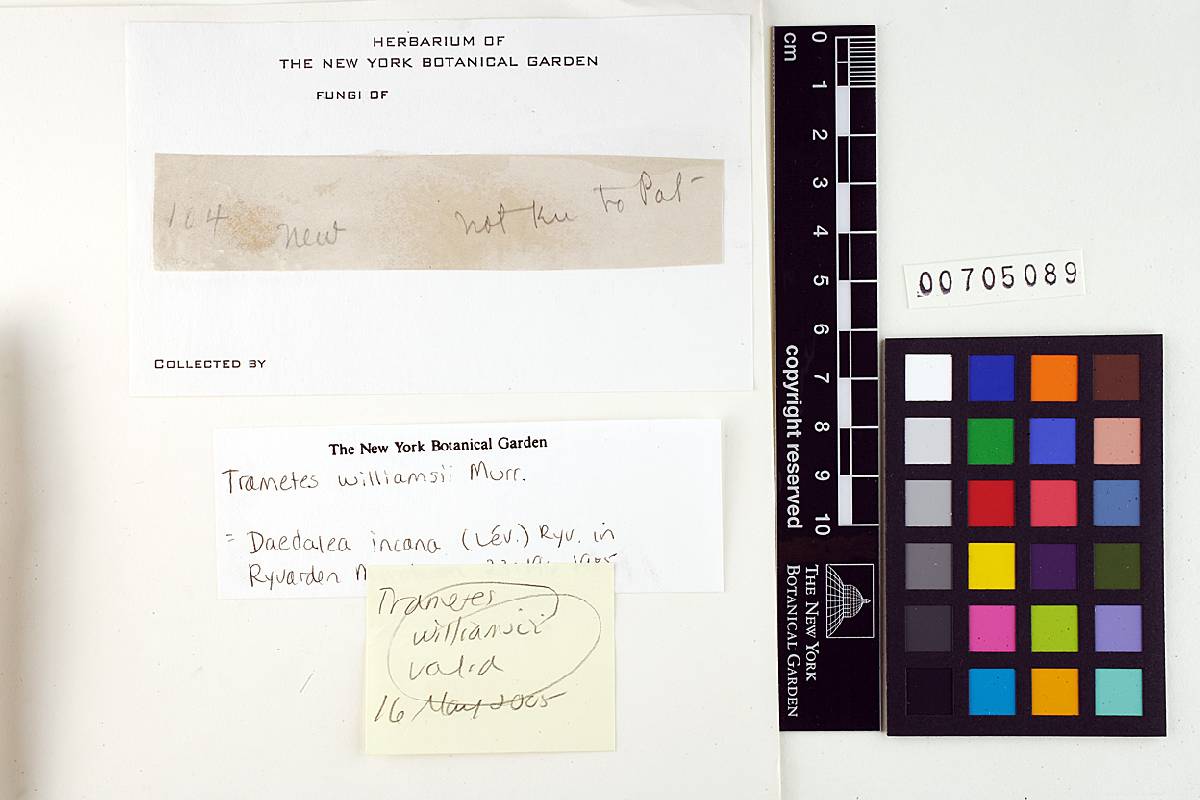 HERBARIUM OF
THE NEW YORK BOTANICAL GARDEN
FUNGI OF
104 New not Ku to Pat
COLLECTED BY
The New York Botanical Garden
Trametes williamsii Murr.
= Daedalea incana (Lév.) Ryv. in
Ryvarden
Trametes
williamsii
valid
16 May 2005
cm 0 1 2 3 4 5 6 7 8 9 10
copyright reserved
THE NEW YORK
BOTANICAL GARDEN
00705089